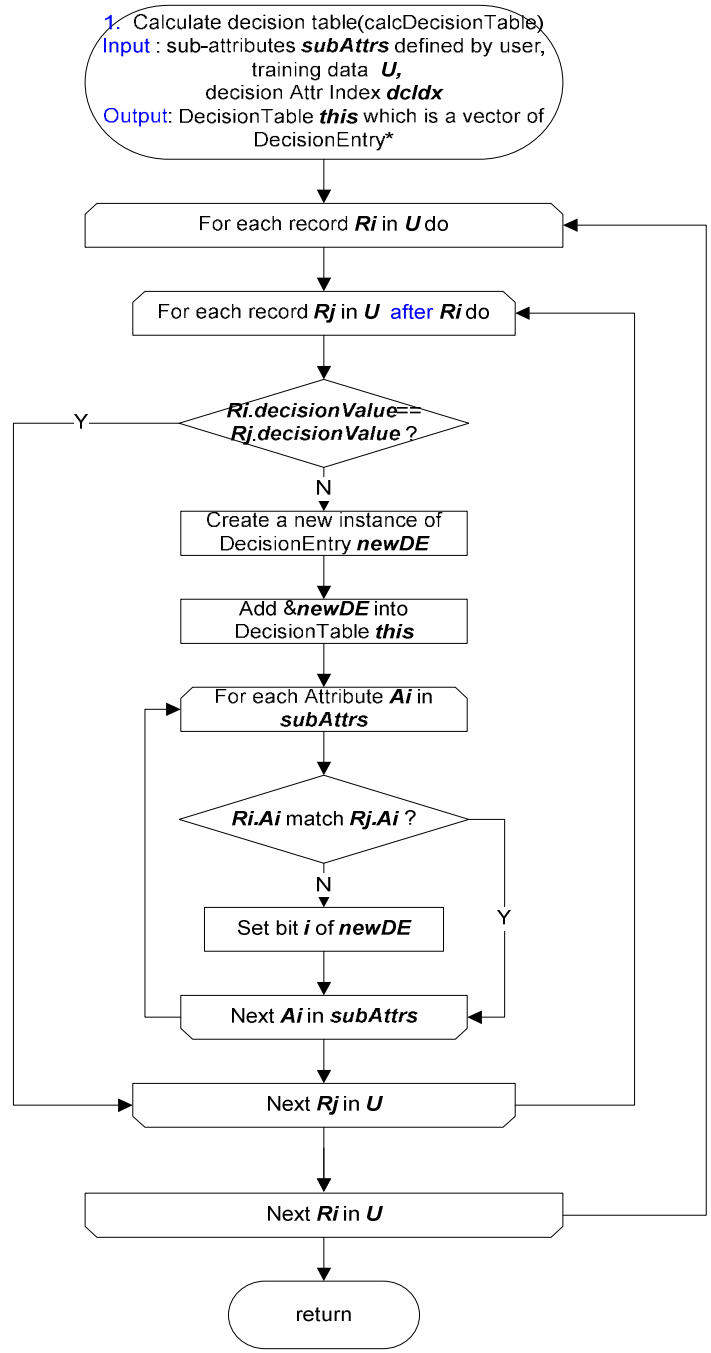 1. Calculate decision table(calcDecisionTable)
Input : sub-attributes subAttrs defined by user,
training data U,
decision Attr Index dcIdx
Output: DecisionTable this which is a vector of
DecisionEntry*
For each record Ri in U do
For each record Rj in U after Ri do
Ri.decisionValue==
Rj.decisionValue ?
Y
N
Create a new instance of
DecisionEntry newDE
Add &newDE into
DecisionTable this
For each Attribute Ai in
subAttrs
Ri.Ai match Rj.Ai ?
N
Y
Set bit i of newDE
Next Ai in subAttrs
Next Rj in U
Next Ri in U
return